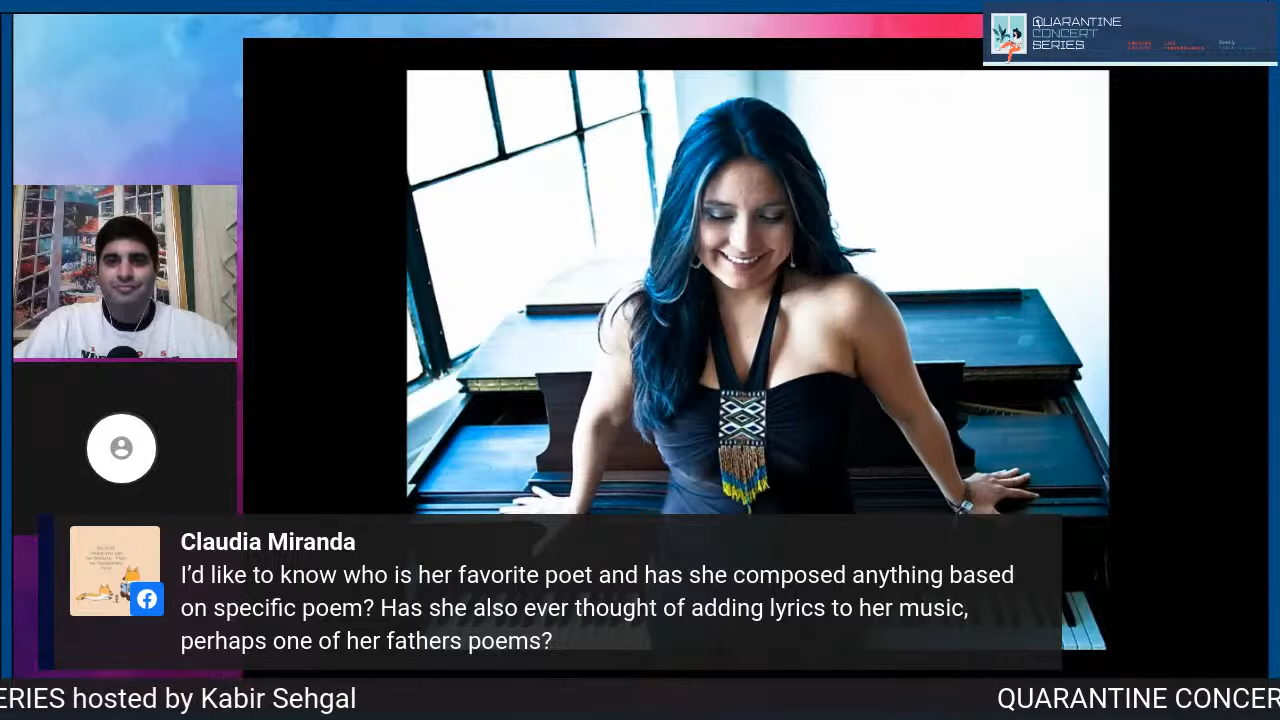 QUARANTINE
CONCERT
SERIES
Claudia Miranda
I’d like to know who is her favorite poet and has she composed anything based
on specific poem? Has she also ever thought of adding lyrics to her music,
perhaps one of her fathers poems?
ERIES hosted by Kabir Sehgal
QUARANTINE CONCER